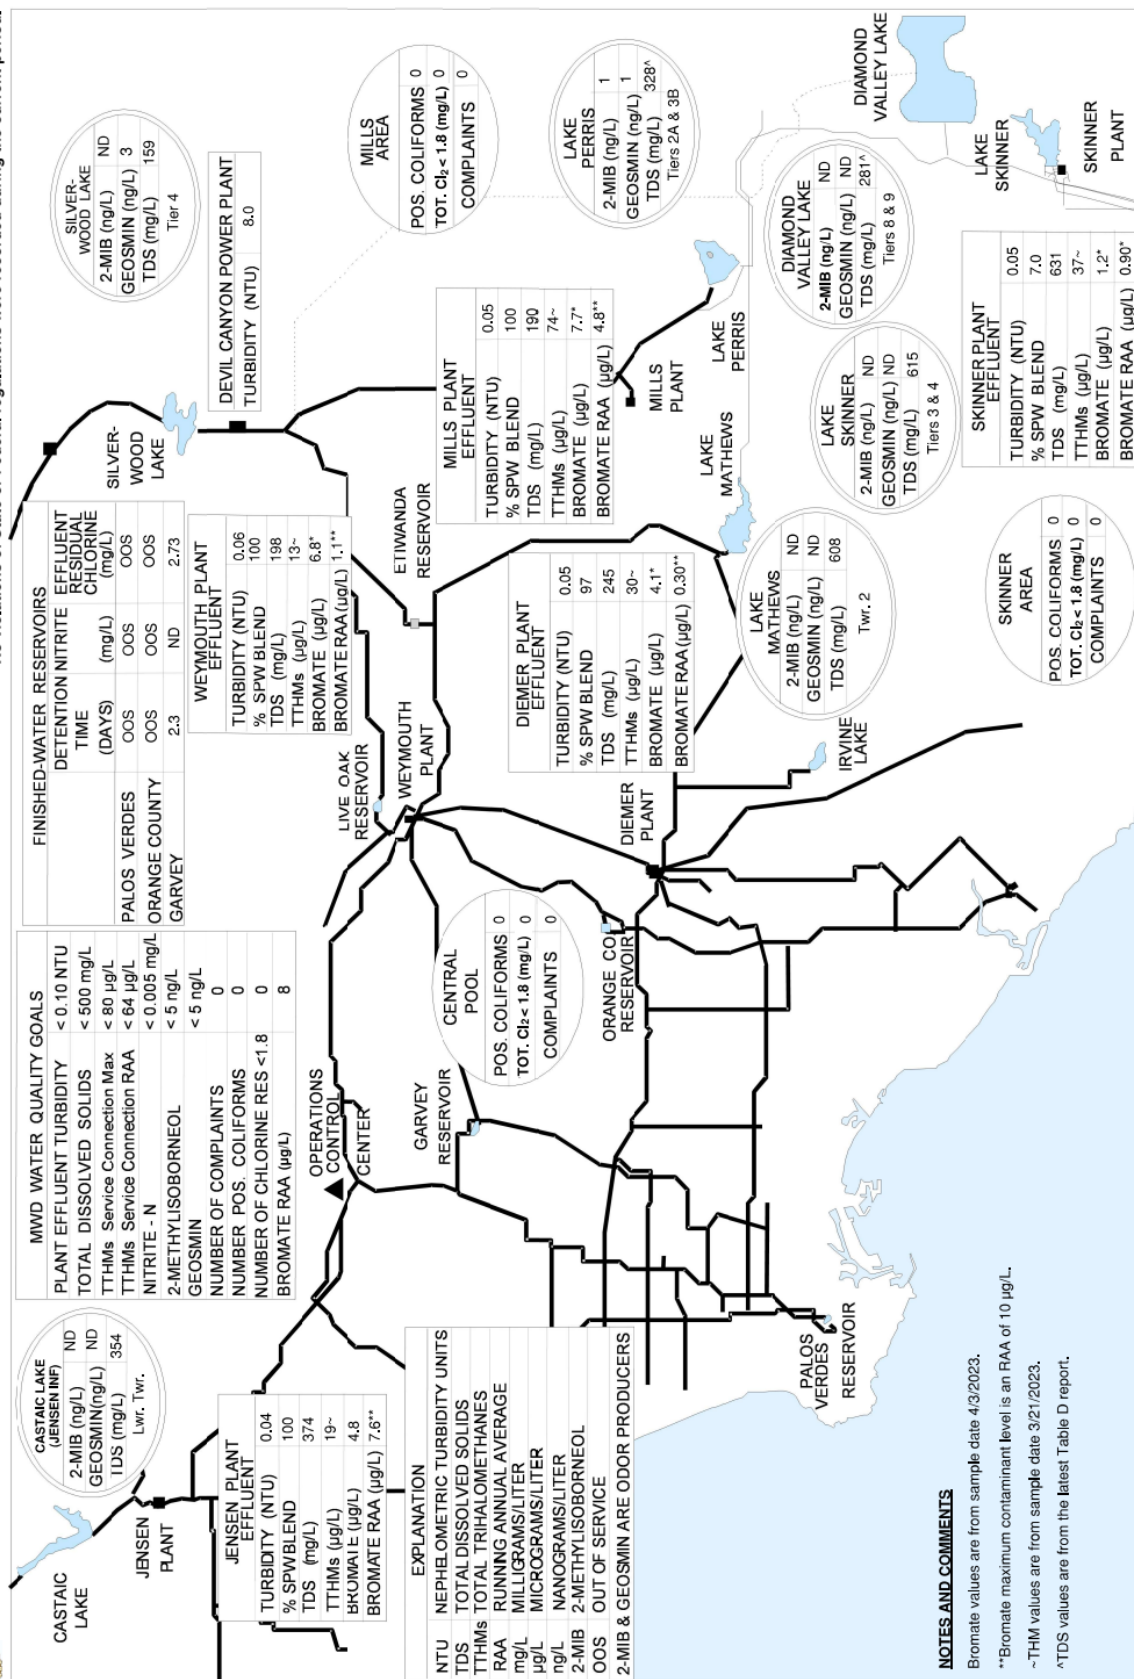 CASTAIC LAKE
(JENSEN INF)
2-MIB (ng/L) ND
GEOSMIN(ng/L) ND
TDS (mg/L) 354
Lwr. Twr.
CASTAIC
LAKE
JENSEN
PLANT
JENSEN PLANT
EFFLUENT
TURBIDITY (NTU) 0.04
% SPW BLEND 100
TDS (mg/L) 374
TTHMs (µg/L) 19~
BROMATE (µg/L) 4.8
BROMATE RAA (µg/L) 7.6**
EXPLANATION
NTU NEPHELOMETRIC TURBIDITY UNITS
TDS TOTAL DISSOLVED SOLIDS
TTHMs TOTAL TRIHALOMETHANES
RAA RUNNING ANNUAL AVERAGE
mg/L MILLIGRAMS/LITER
µg/L MICROGRAMS/LITER
ng/L NANOGRAMS/LITER
2-MIB 2-METHYLISOBORNEOL
OOS OUT OF SERVICE
2-MIB & GEOSMIN ARE ODOR PRODUCERS
MWD WATER QUALITY GOALS
PLANT EFFLUENT TURBIDITY < 0.10 NTU
TOTAL DISSOLVED SOLIDS < 500 mg/L
TTHMs Service Connection Max < 80 µg/L
TTHMs Service Connection RAA < 64 µg/L
NITRITE - N < 0.005 mg/L
2-METHYLISOBORNEOL < 5 ng/L
GEOSMIN < 5 ng/L
NUMBER OF COMPLAINTS 0
NUMBER POS. COLIFORMS 0
NUMBER OF CHLORINE RES <1.8 0
BROMATE RAA (µg/L) 8
FINISHED-WATER RESERVOIRS
DETENTION TIME (DAYS) NITRITE (mg/L) EFFLUENT RESIDUAL CHLORINE (mg/L)
PALOS VERDES OOS OOS OOS
ORANGE COUNTY OOS OOS OOS
GARVEY 2.3 ND 2.73
OPERATIONS
CONTROL
CENTER
GARVEY
RESERVOIR
CENTRAL
POOL
POS. COLIFORMS 0
TOT. Cl₂ < 1.8 (mg/L) 0
COMPLAINTS 0
LIVE OAK
RESERVOIR
WEYMOUTH
PLANT
WEYMOUTH PLANT
EFFLUENT
TURBIDITY (NTU) 0.06
% SPW BLEND 100
TDS (mg/L) 198
TTHMs (µg/L) 13~
BROMATE (µg/L) 6.8*
BROMATE RAA (µg/L) 1.1**
ETIWANDA
RESERVOIR
SILVER-
WOOD
LAKE
SILVER-
WOOD LAKE
2-MIB (ng/L) ND
GEOSMIN (ng/L) 3
TDS (mg/L) 159
Tier 4
DEVIL CANYON POWER PLANT
TURBIDITY (NTU) 8.0
MILLS
AREA
POS. COLIFORMS 0
TOT. Cl₂ < 1.8 (mg/L) 0
COMPLAINTS 0
MILLS PLANT
EFFLUENT
TURBIDITY (NTU) 0.05
% SPW BLEND 100
TDS (mg/L) 190
TTHMs (µg/L) 74~
BROMATE (µg/L) 7.7*
BROMATE RAA (µg/L) 4.8**
LAKE
PERRIS
2-MIB (ng/L) 1
GEOSMIN (ng/L) 1
TDS (mg/L) 328^
Tiers 2A & 3B
MILLS
PLANT
LAKE
PERRIS
LAKE
MATHEWS
DIEMER PLANT
EFFLUENT
TURBIDITY (NTU) 0.05
% SPW BLEND 97
TDS (mg/L) 245
TTHMs (µg/L) 30~
BROMATE (µg/L) 4.1*
BROMATE RAA (µg/L) 0.30**
ORANGE CO
RESERVOIR
DIEMER
PLANT
LAKE
MATHEWS
2-MIB (ng/L) ND
GEOSMIN (ng/L) ND
TDS (mg/L) 608
Twr. 2
IRVINE
LAKE
DIAMOND
VALLEY LAKE
2-MIB (ng/L) ND
GEOSMIN (ng/L) ND
TDS (mg/L) 281^
Tiers 8 & 9
DIAMOND
VALLEY LAKE
LAKE
SKINNER
2-MIB (ng/L) ND
GEOSMIN (ng/L) ND
TDS (mg/L) 615
Tiers 3 & 4
LAKE
SKINNER
SKINNER
PLANT
SKINNER PLANT
EFFLUENT
TURBIDITY (NTU) 0.05
% SPW BLEND 7.0
TDS (mg/L) 631
TTHMs (µg/L) 37~
BROMATE (µg/L) 1.2*
BROMATE RAA (µg/L) 0.90*
SKINNER
AREA
POS. COLIFORMS 0
TOT. Cl₂ < 1.8 (mg/L) 0
COMPLAINTS 0
PALOS
VERDES
RESERVOIR
NOTES AND COMMENTS
Bromate values are from sample date 4/3/2023.
**Bromate maximum contaminant level is an RAA of 10 µg/L.
~THM values are from sample date 3/21/2023.
^TDS values are from the latest Table D report.